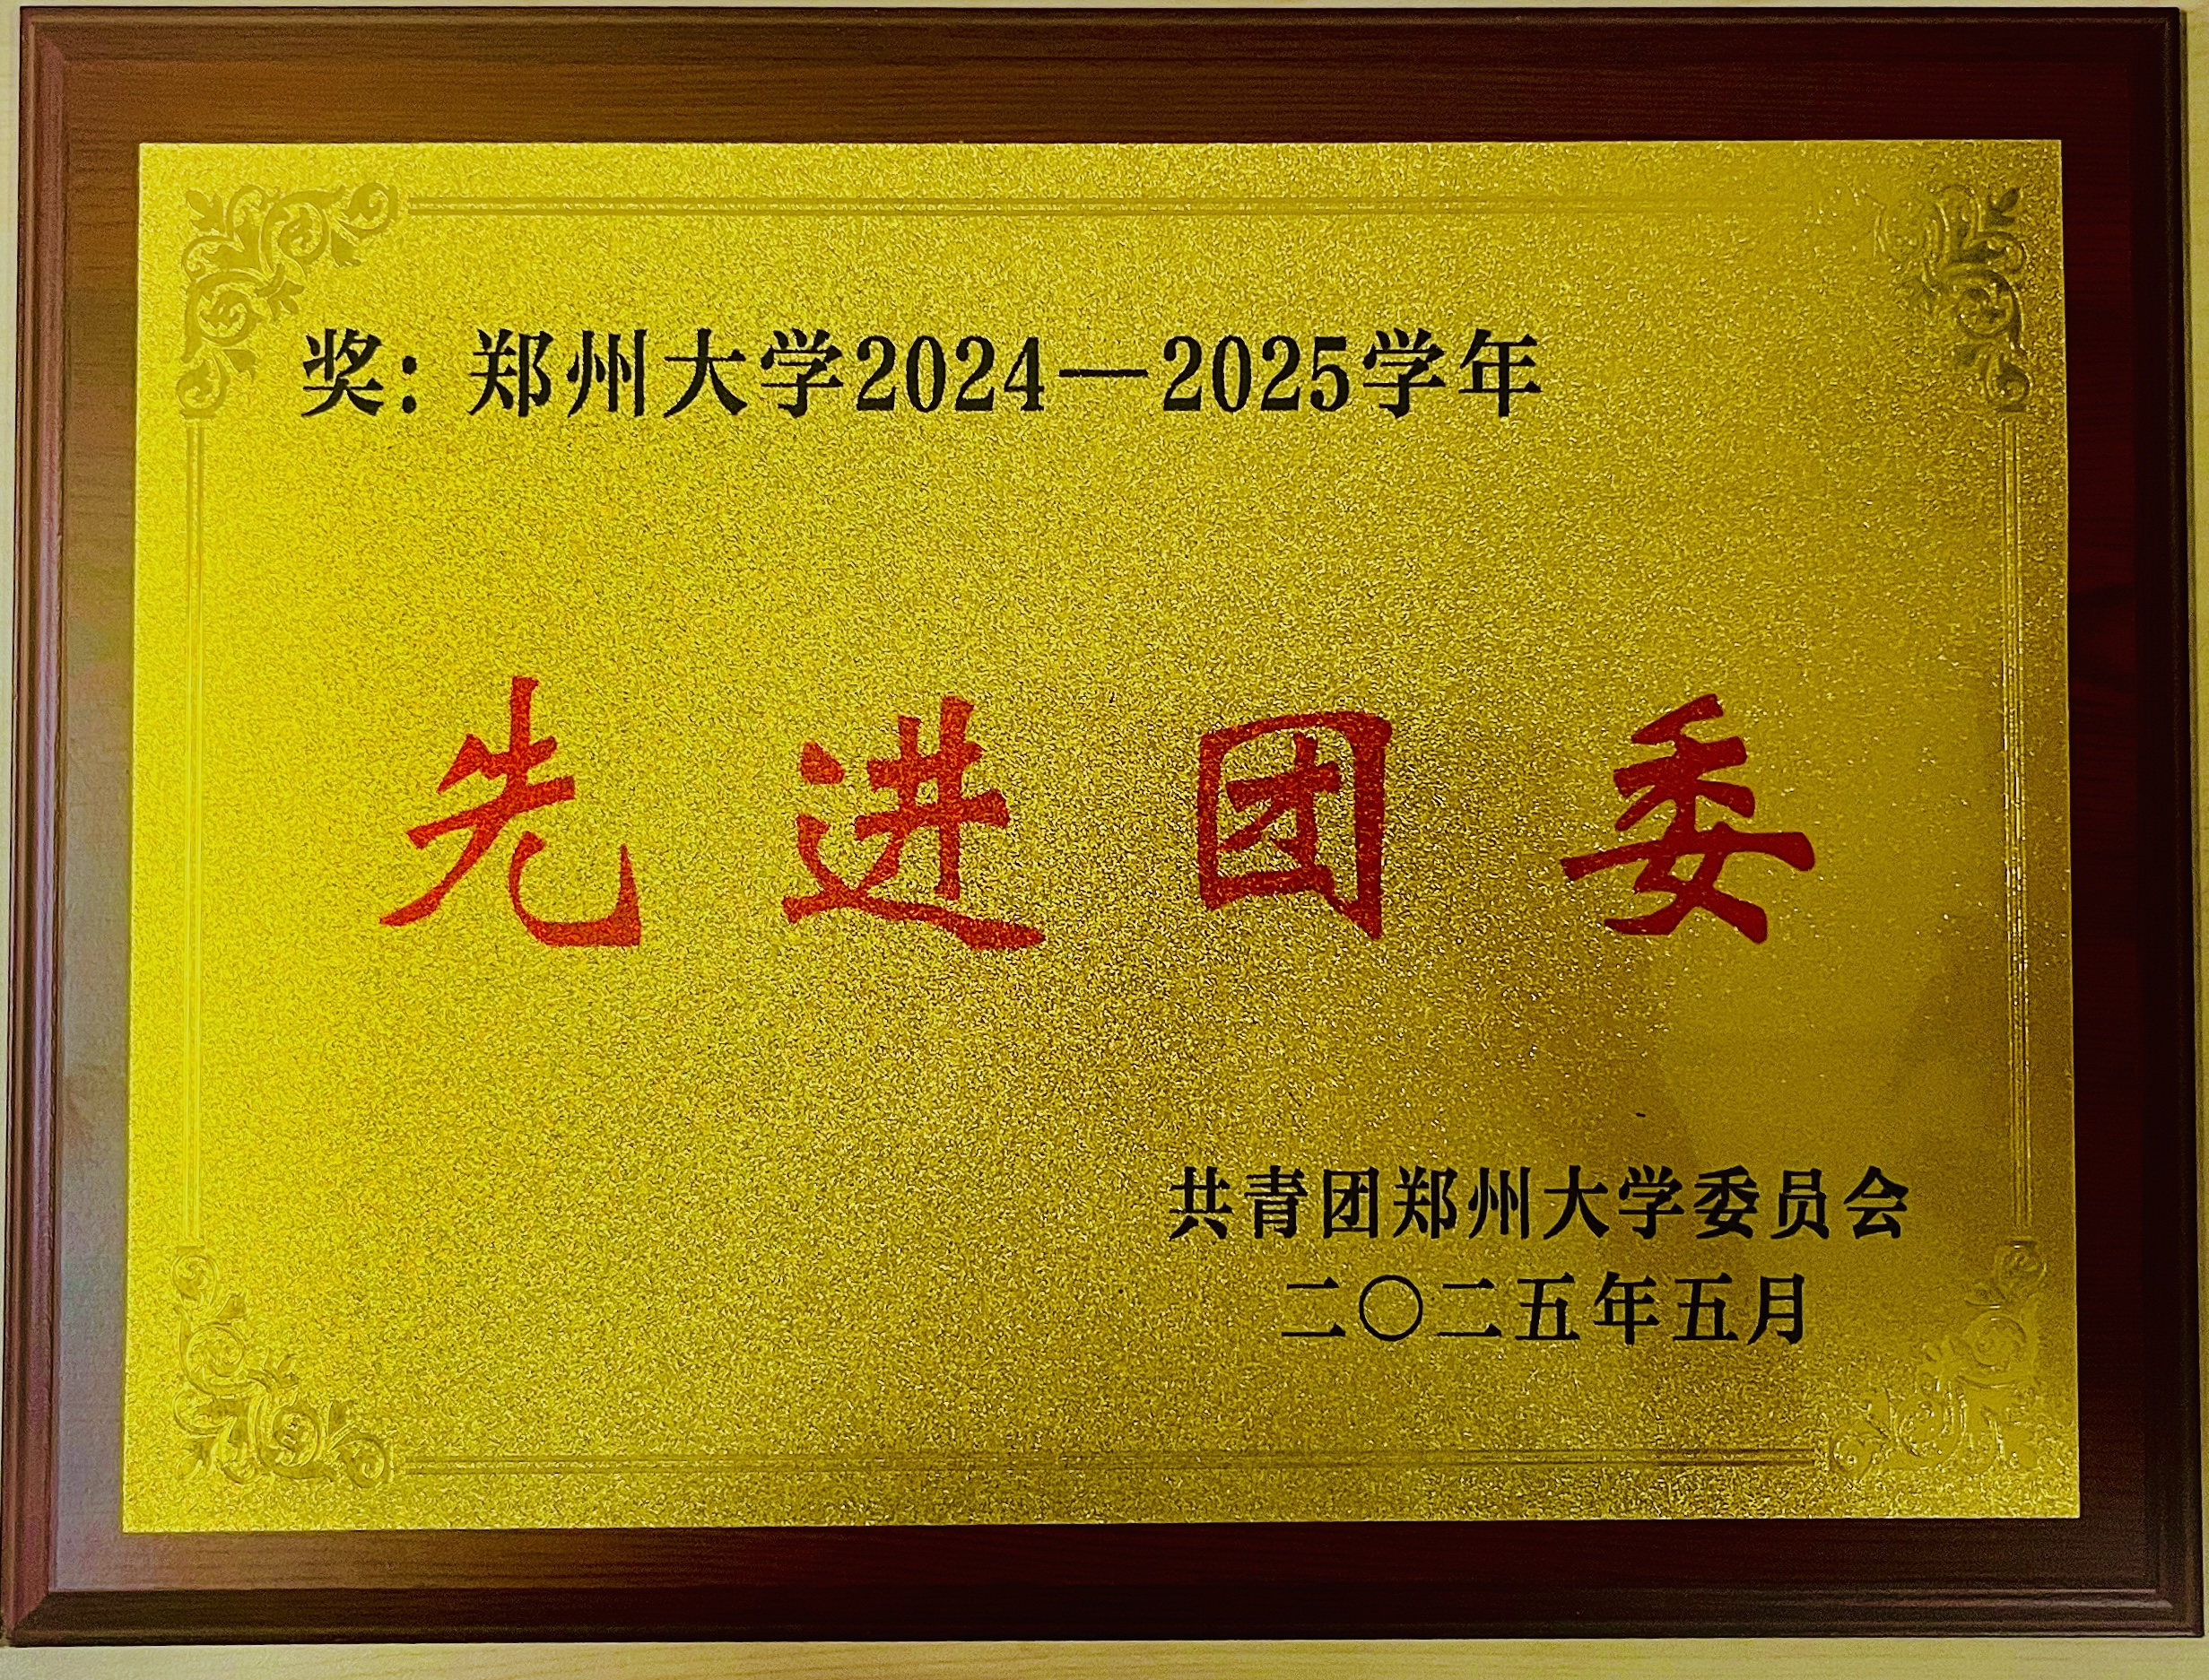 奖：郑州大学2024—2025学年
先进团委
共青团郑州大学委员会
二〇二五年五月